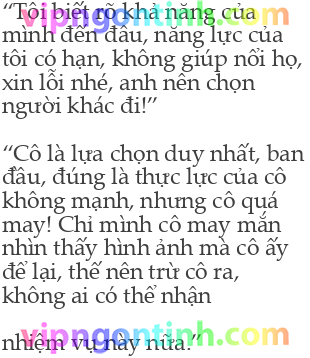 “Tôi biết rõ khả năng của
mình đến đâu, năng lực của
tôi có hạn, không giúp nổi họ,
xin lỗi nhé, anh nên chọn
người khác đi!”

“Cô là lựa chọn duy nhất, ban
đầu, đúng là thực lực của cô
không mạnh, nhưng cô quá
may! Chỉ mình cô may mắn
nhìn thấy hình ảnh mà cô ấy
để lại, thế nên trừ cô ra,
không ai có thể nhận

nhiệm vụ này nữa.”
vipngontinh.com
vipngontinh.com